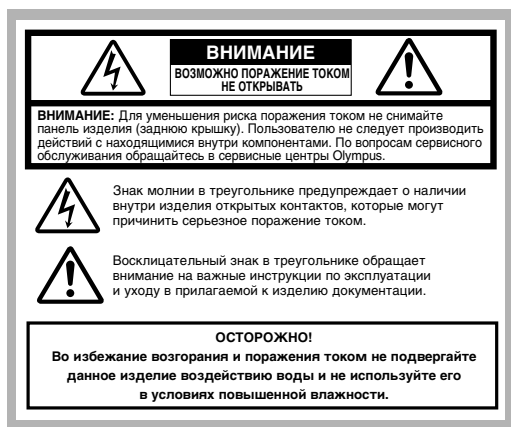 ВНИМАНИЕ
ВОЗМОЖНО ПОРАЖЕНИЕ ТОКОМ
НЕ ОТКРЫВАТЬ
ВНИМАНИЕ: Для уменьшения риска поражения током не снимайте
панель изделия (заднюю крышку). Пользователю не следует производить
действий с находящимися внутри компонентами. По вопросам сервисного
обслуживания обращайтесь в сервисные центры Olympus.
Знак молнии в треугольнике предупреждает о наличии
внутри изделия открытых контактов, которые могут
причинить серьезное поражение током.
Восклицательный знак в треугольнике обращает
внимание на важные инструкции по эксплуатации
и уходу в прилагаемой к изделию документации.
ОСТОРОЖНО!
Во избежание возгорания и поражения током не подвергайте
данное изделие воздействию воды и не используйте его
в условиях повышенной влажности.